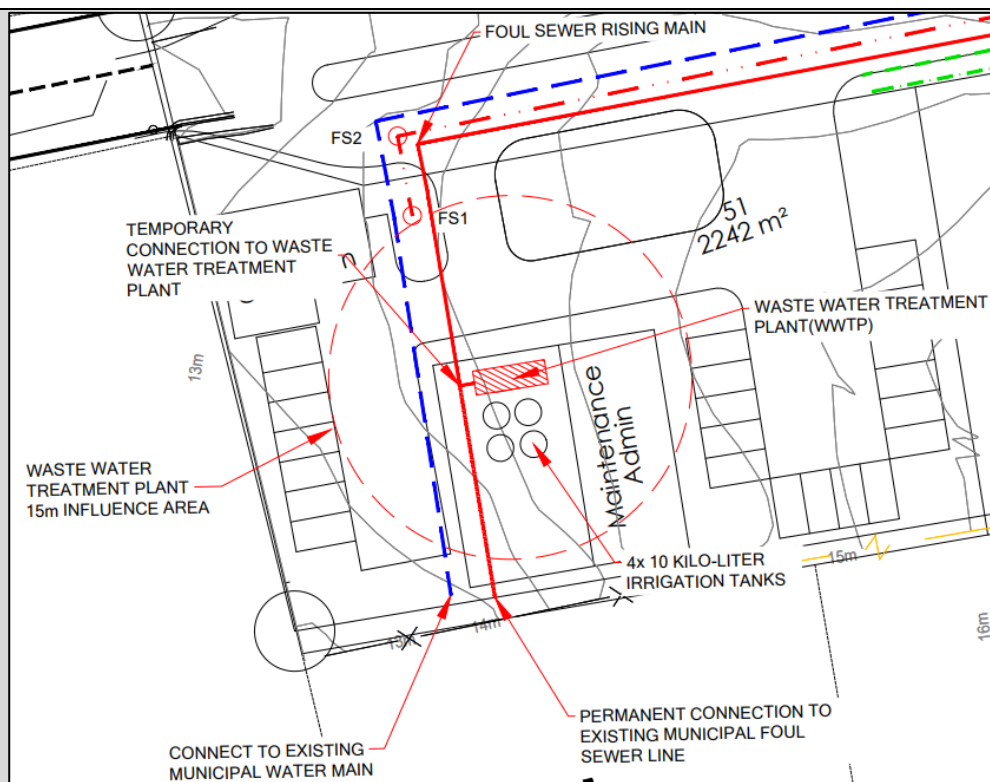 FOUL SEWER RISING MAIN
FS2
FS1
TEMPORARY
CONNECTION TO WASTE
WATER TREATMENT
PLANT
51
2242 m²
WASTE WATER TREATMENT
PLANT(WWTP)
13m
Maintenance
Admin
WASTE WATER
TREATMENT PLANT
15m INFLUENCE AREA
4x 10 KILO-LITER
IRRIGATION TANKS
15m
16m
13m
14m
PERMANENT CONNECTION TO
EXISTING MUNICIPAL FOUL
SEWER LINE
CONNECT TO EXISTING
MUNICIPAL WATER MAIN